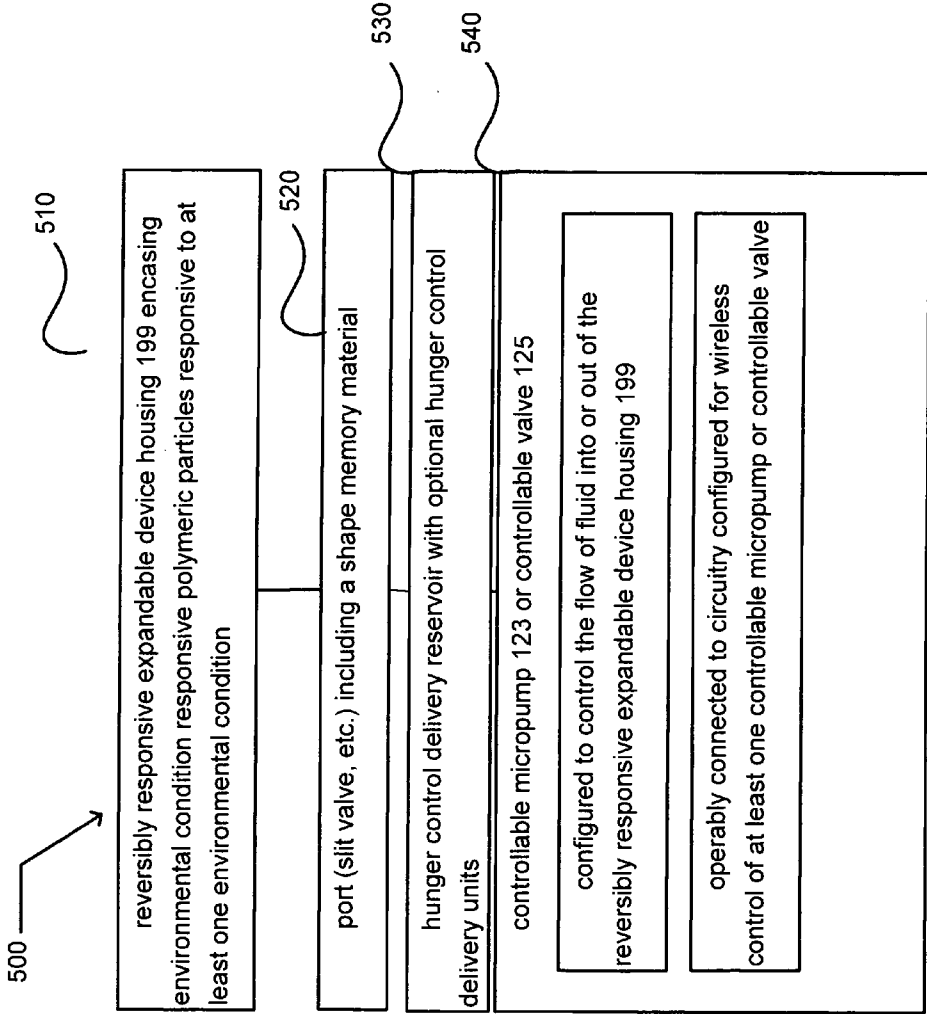 500
510
reversibly responsive expandable device housing 199 encasing
environmental condition responsive polymeric particles responsive to at
least one environmental condition
520
port (slit valve, etc.) including a shape memory material
530
hunger control delivery reservoir with optional hunger control
delivery units
540
controllable micropump 123 or controllable valve 125
configured to control the flow of fluid into or out of the
reversibly responsive expandable device housing 199
operably connected to circuitry configured for wireless
control of at least one controllable micropump or controllable valve